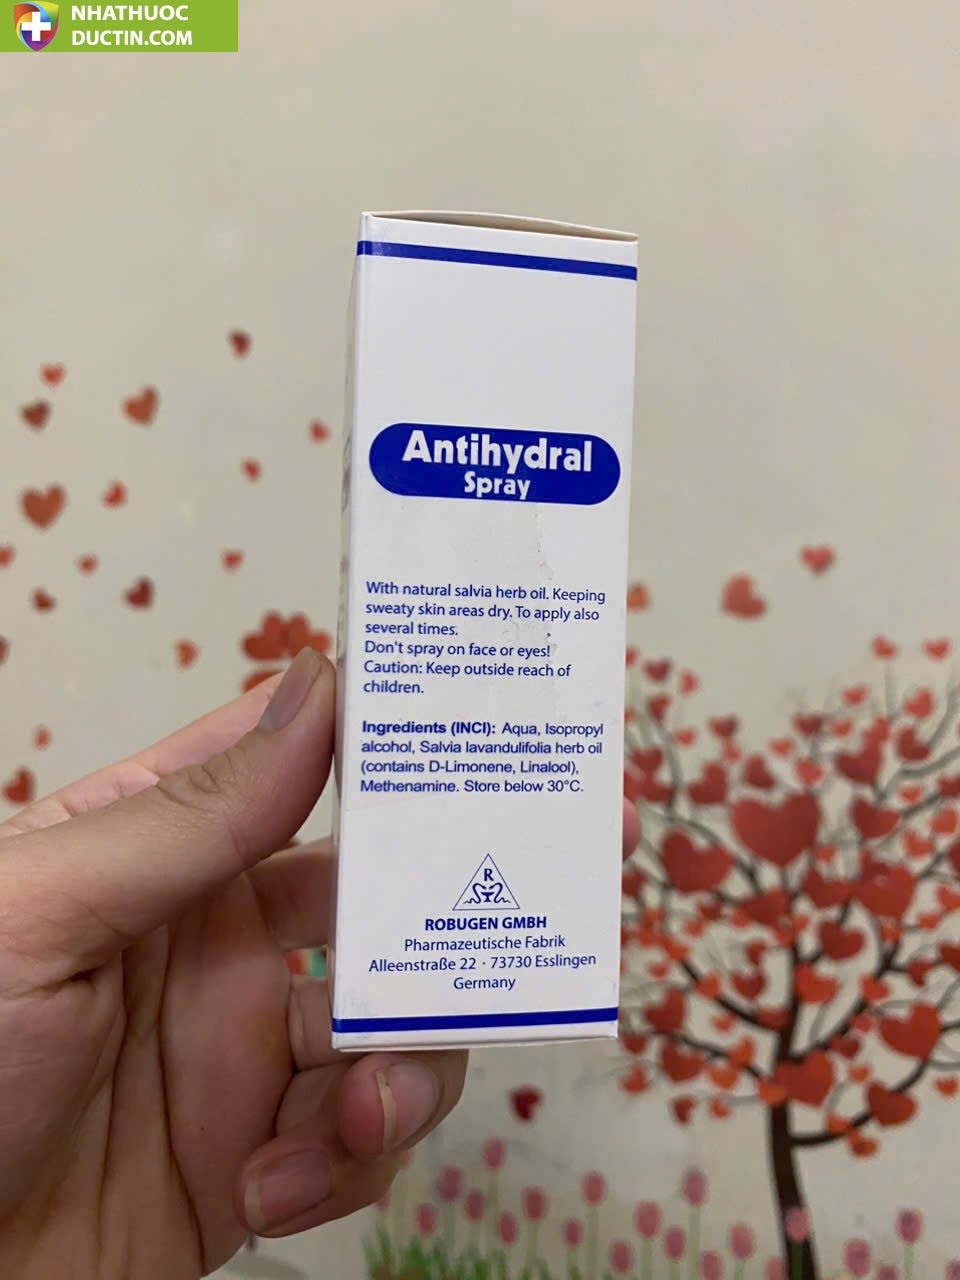 NHATHUOC
DUCTIN.COM
Antihydral
Spray
With natural salvia herb oil. Keeping
sweaty skin areas dry. To apply also
several times.
Don't spray on face or eyes!
Caution: Keep outside reach of
children.
Ingredients (INCI): Aqua, Isopropyl
alcohol, Salvia lavandulifolia herb oil
(contains D-Limonene, Linalool),
Methenamine. Store below 30°C.
R
ROBUGEN GMBH
Pharmazeutische Fabrik
Alleenstraße 22 · 73730 Esslingen
Germany